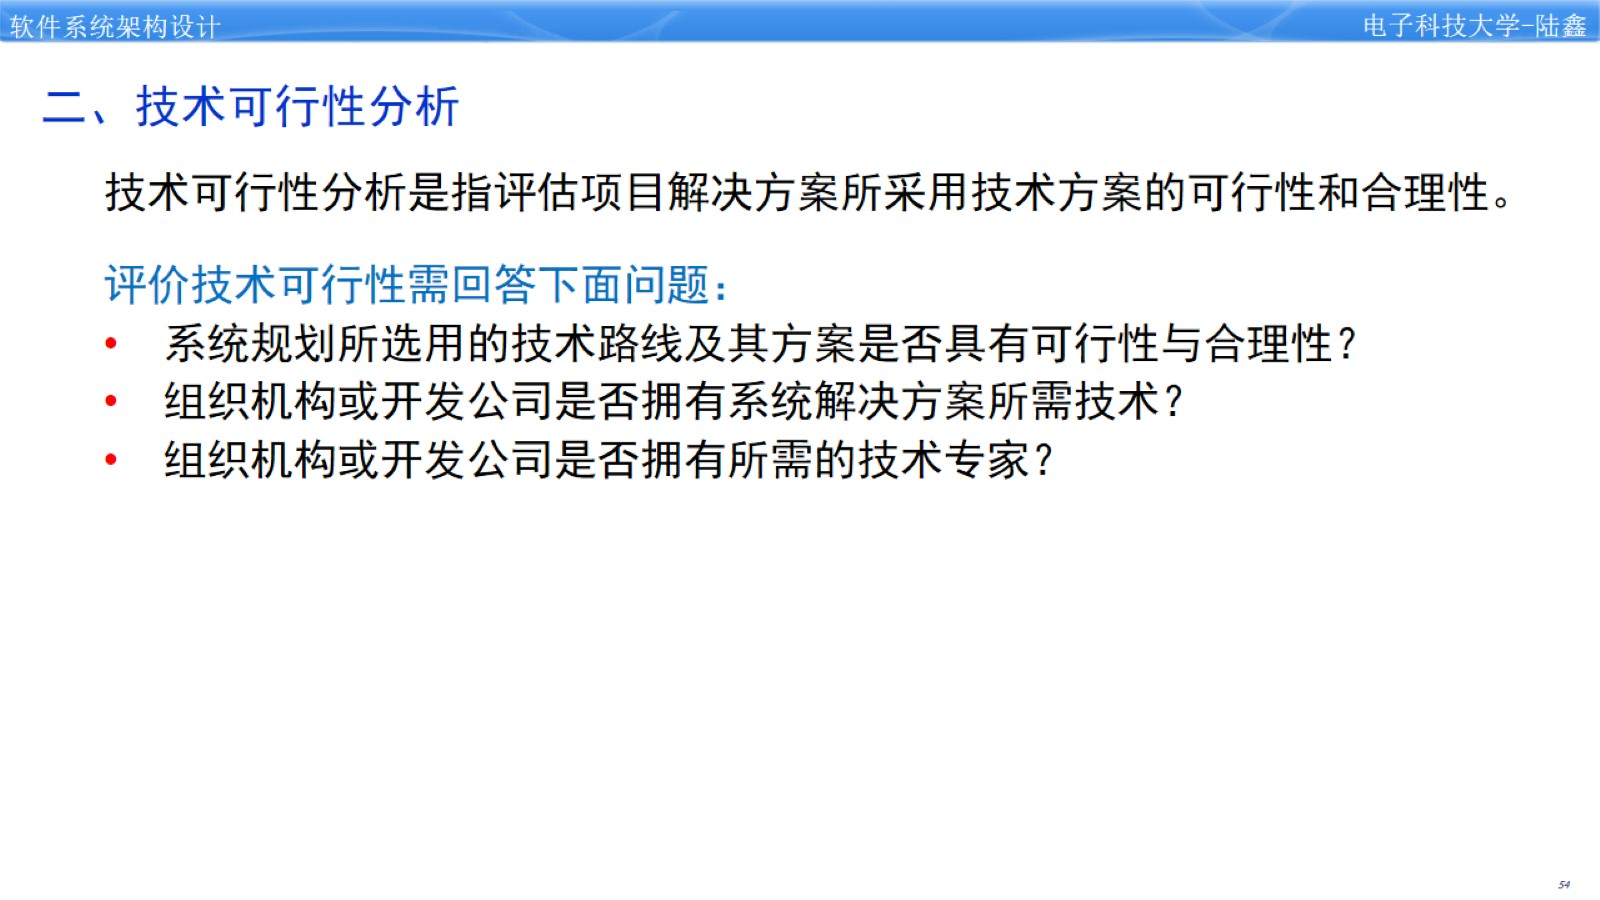 软件系统架构设计
电子科技大学-陆鑫
二、技术可行性分析
技术可行性分析是指评估项目解决方案所采用技术方案的可行性和合理性。
评价技术可行性需回答下面问题：
• 系统规划所选用的技术路线及其方案是否具有可行性与合理性？
• 组织机构或开发公司是否拥有系统解决方案所需技术？
• 组织机构或开发公司是否拥有所需的技术专家？
54